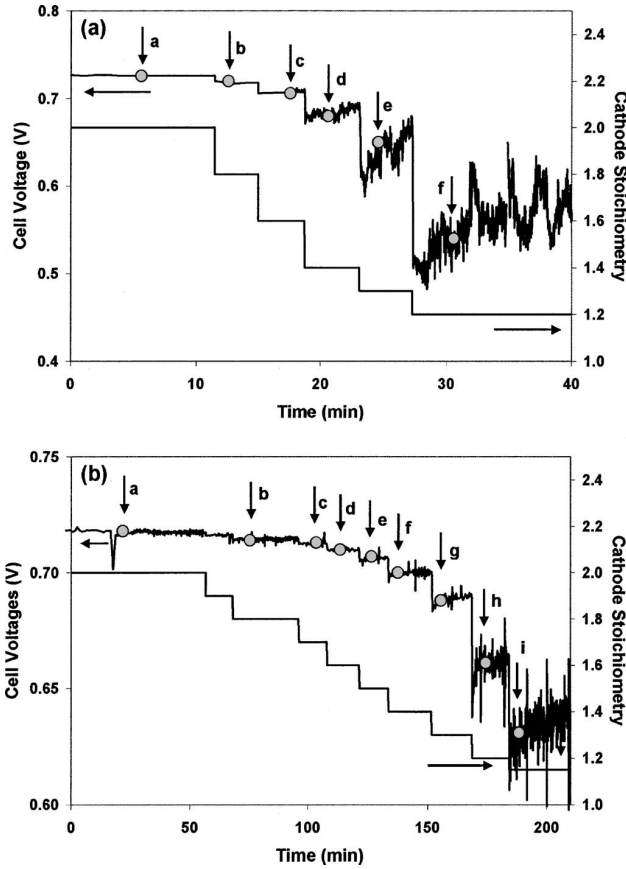 (a)
0.8
0.7
0.6
0.5
0.4
Cell Voltage (V)
a
b
c
d
e
f
2.4
2.2
2.0
1.8
1.6
1.4
1.2
1.0
Cathode Stoichiometry
0
10
20
30
40
Time (min)
(b)
0.75
0.70
0.65
0.60
Cell Voltages (V)
a
b
c
d
e
f
g
h
i
2.4
2.2
2.0
1.8
1.6
1.4
1.2
1.0
Cathode Stoichiometry
0
50
100
150
200
Time (min)